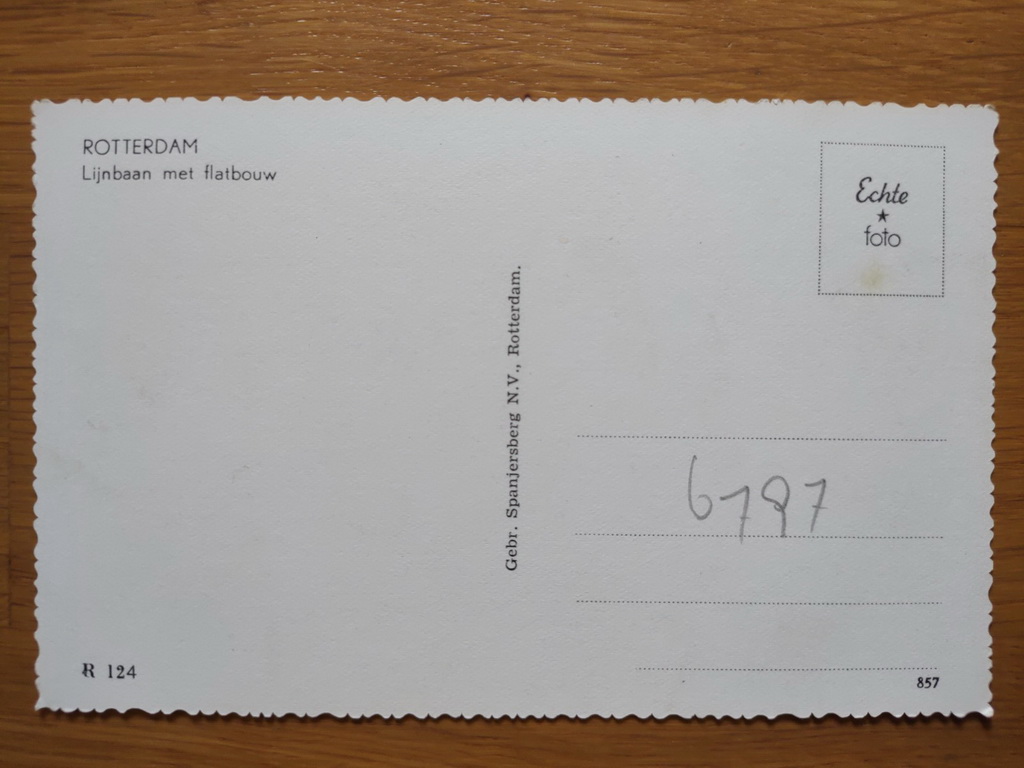 ROTTERDAM
Lijnbaan met flatbouw
Echte
★
foto
Gebr. Spanjersberg N.V., Rotterdam.
6797
R 124
857